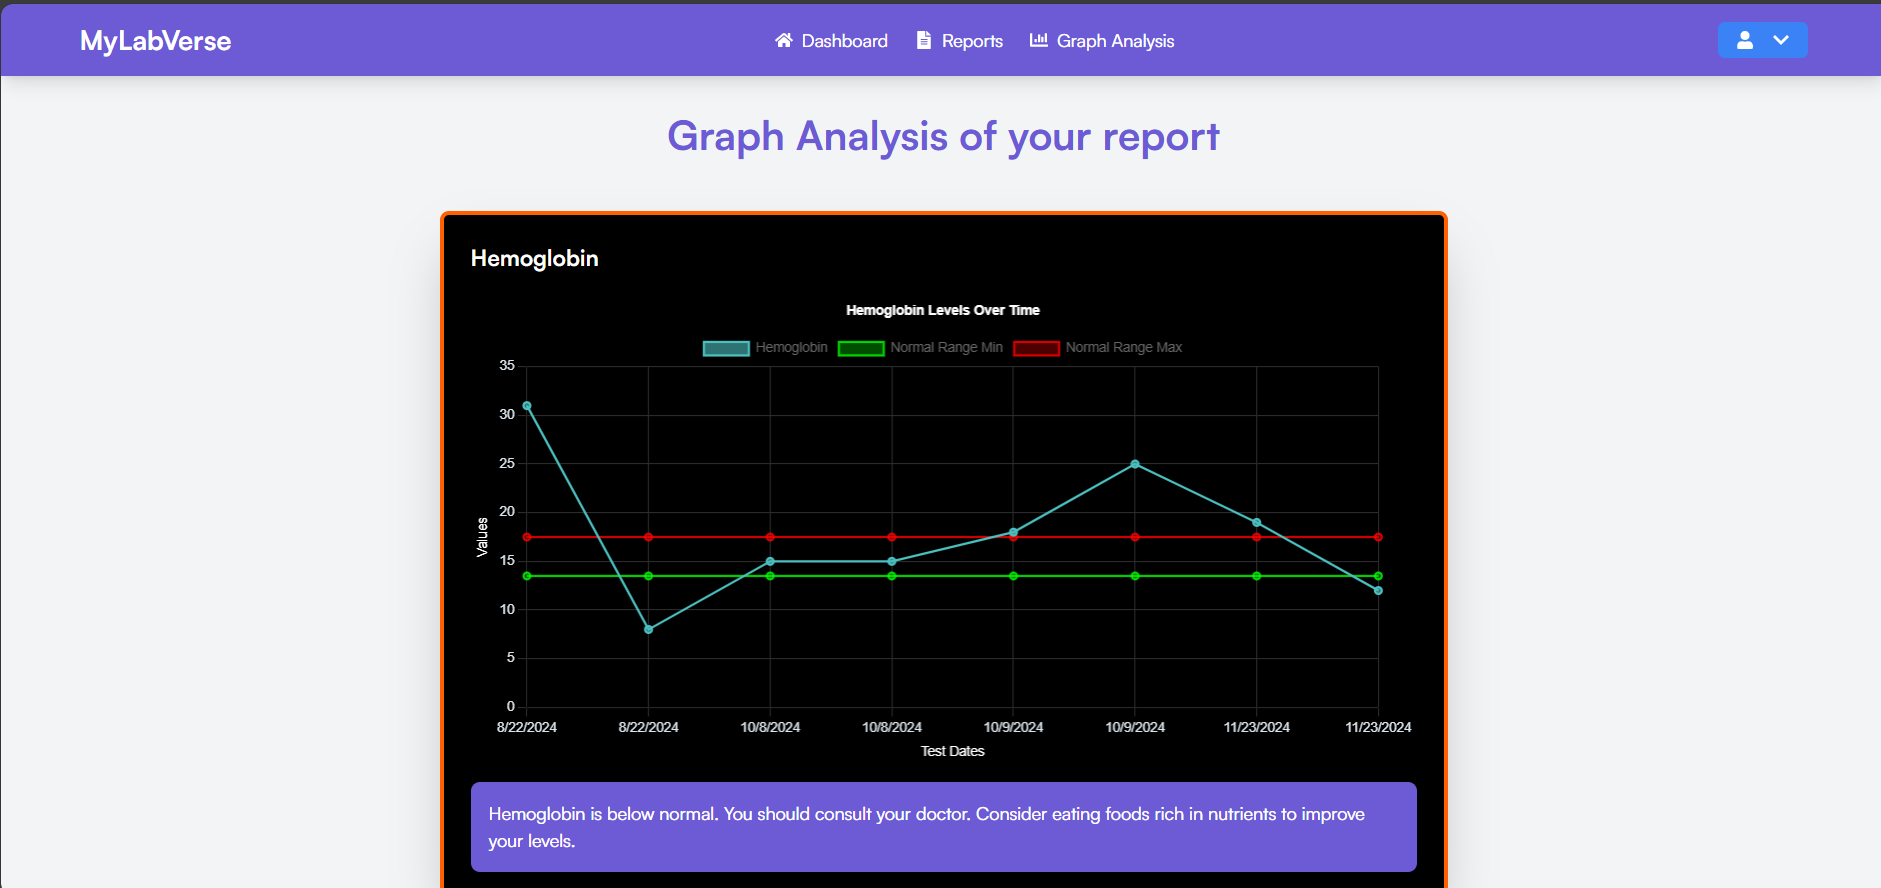 MyLabVerse
Dashboard
Reports
Graph Analysis
Graph Analysis of your report
Hemoglobin
Hemoglobin Levels Over Time
Hemoglobin Normal Range Min Normal Range Max
35
30
25
20
15
10
5
0
Values
8/22/2024 8/22/2024 10/8/2024 10/8/2024 10/9/2024 10/9/2024 11/23/2024 11/23/2024
Test Dates
Hemoglobin is below normal. You should consult your doctor. Consider eating foods rich in nutrients to improve
your levels.